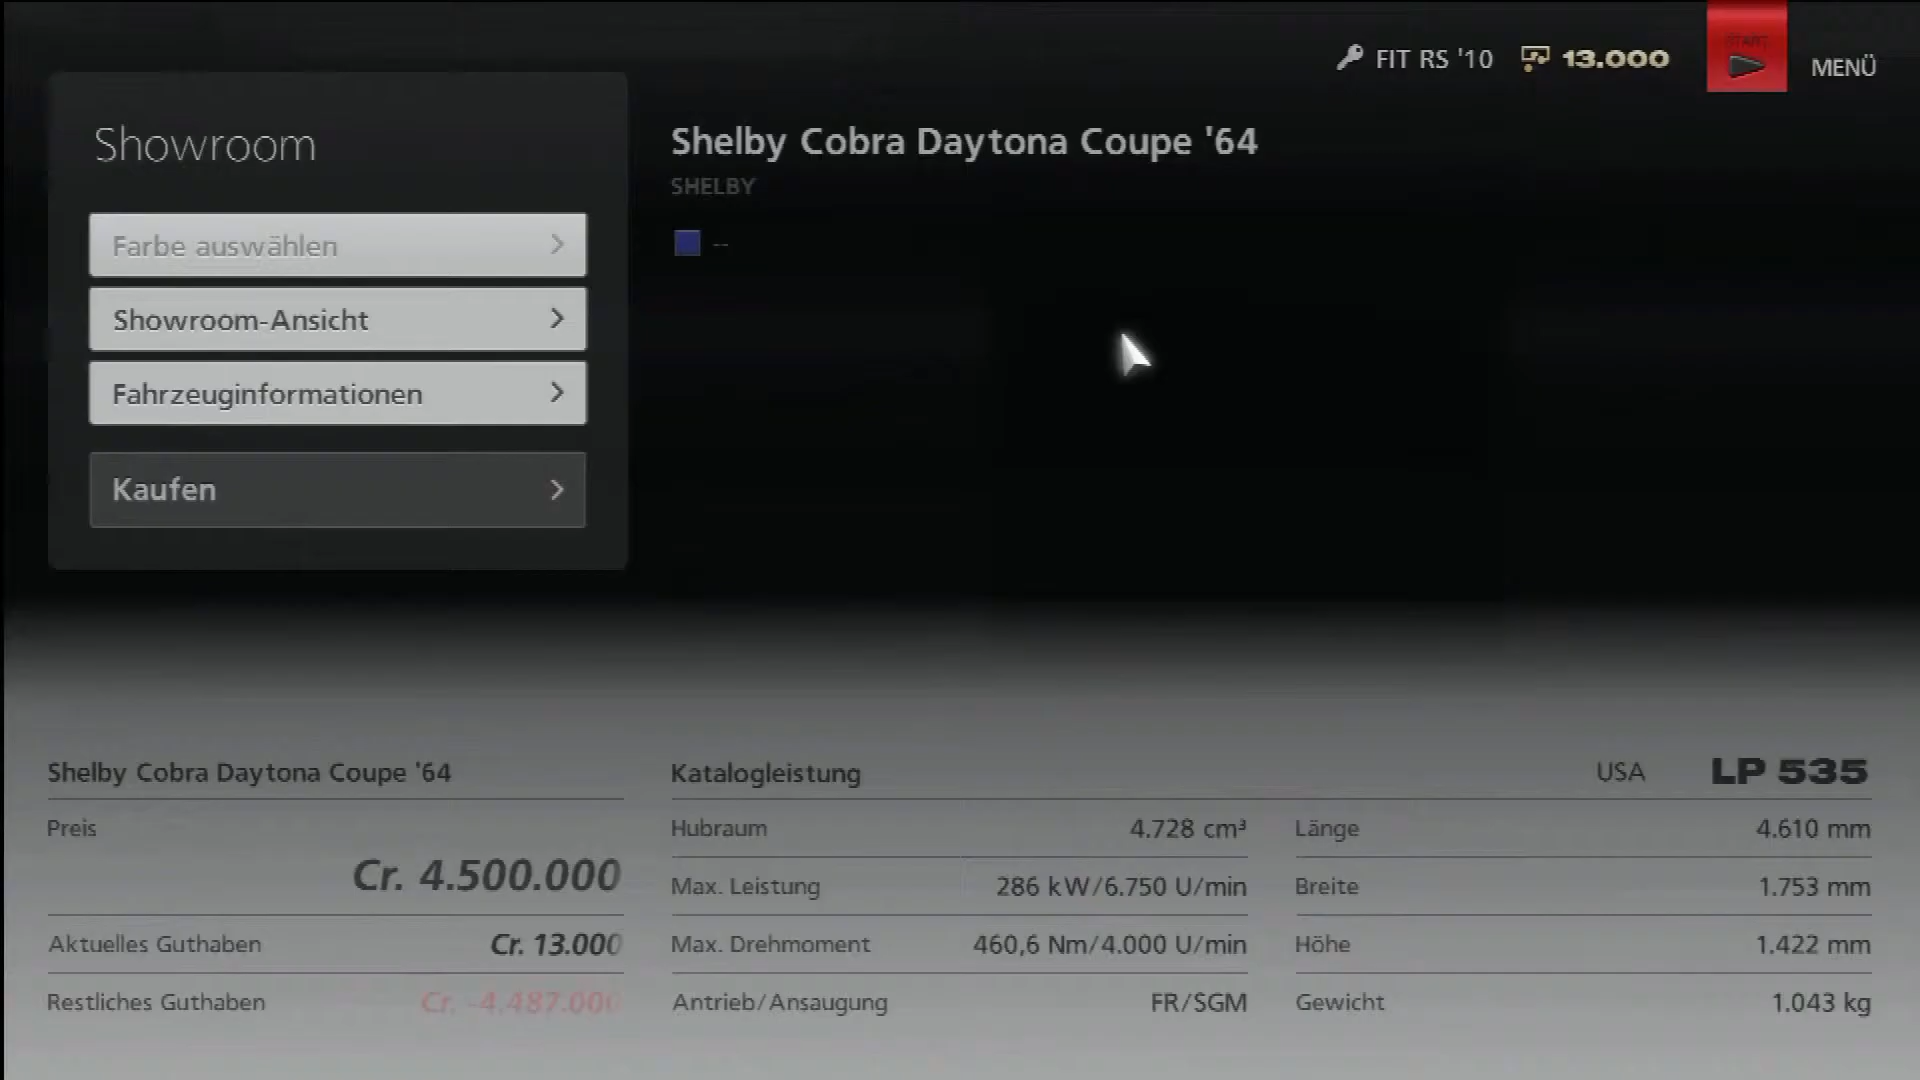 FIT RS '10
13.000
START
MENÜ
Showroom
Farbe auswählen
Showroom-Ansicht
Fahrzeuginformationen
Kaufen
Shelby Cobra Daytona Coupe '64
SHELBY
--
Shelby Cobra Daytona Coupe '64
Preis
Cr. 4.500.000
Aktuelles Guthaben Cr. 13.000
Restliches Guthaben Cr. -4.487.000
Katalogleistung USA LP 535
Hubraum 4.728 cm³
Max. Leistung 286 kW/6.750 U/min
Max. Drehmoment 460,6 Nm/4.000 U/min
Antrieb/Ansaugung FR/SGM
Länge 4.610 mm
Breite 1.753 mm
Höhe 1.422 mm
Gewicht 1.043 kg